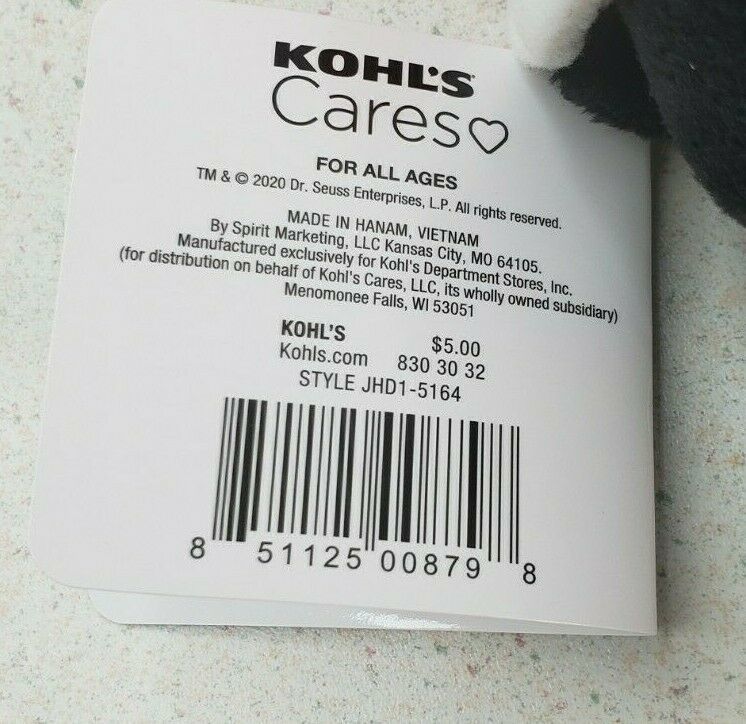 KOHL'S
Cares
FOR ALL AGES
TM & © 2020 Dr. Seuss Enterprises, L.P. All rights reserved.
MADE IN HANAM, VIETNAM
By Spirit Marketing, LLC Kansas City, MO 64105.
Manufactured exclusively for Kohl's Department Stores, Inc.
(for distribution on behalf of Kohl's Cares, LLC, its wholly owned subsidiary)
Menomonee Falls, WI 53051
KOHL'S $5.00
Kohls.com 830 30 32
STYLE JHD1-5164
8 51125 00879 8